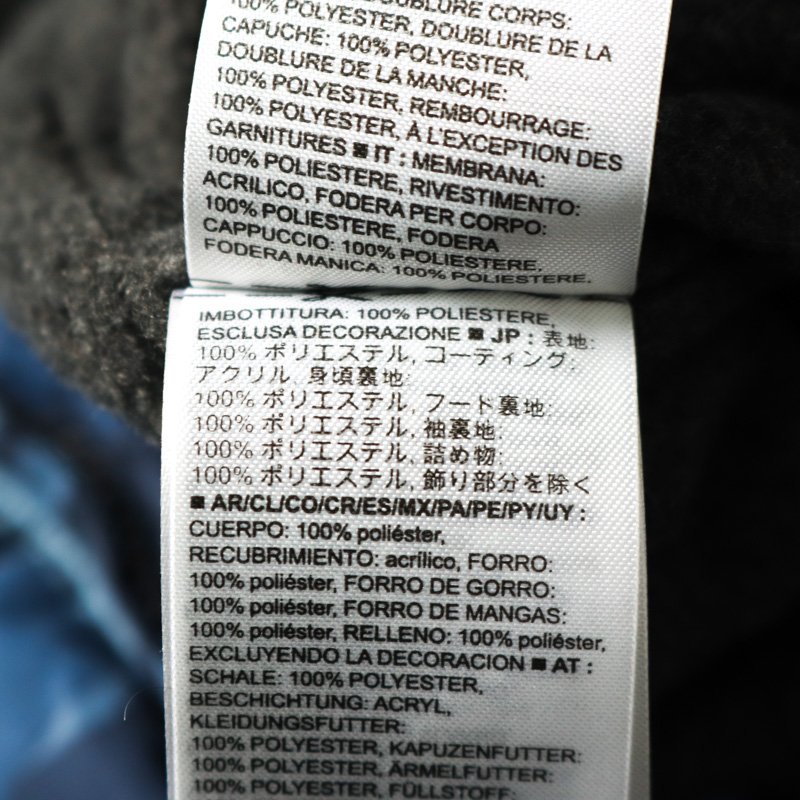 DOUBLURE CORPS:
100% POLYESTER, DOUBLURE DE LA
CAPUCHE: 100% POLYESTER,
DOUBLURE DE LA MANCHE:
100% POLYESTER, REMBOURRAGE:
100% POLYESTER, À L'EXCEPTION DES
GARNITURES ■ IT : MEMBRANA:
100% POLIESTERE, RIVESTIMENTO:
ACRILICO, FODERA PER CORPO:
100% POLIESTERE, FODERA
CAPPUCCIO: 100% POLIESTERE,
FODERA MANICA: 100% POLIESTERE,
IMBOTTITURA: 100% POLIESTERE,
ESCLUSA DECORAZIONE ■ JP : 表地:
100% ポリエステル, コーティング:
アクリル, 身頃裏地:
100% ポリエステル, フード裏地:
100% ポリエステル, 袖裏地:
100% ポリエステル, 詰め物:
100% ポリエステル, 飾り部分を除く
■ AR/CL/CO/CR/ES/MX/PA/PE/PY/UY :
CUERPO: 100% poliéster,
RECUBRIMIENTO: acrílico, FORRO:
100% poliéster, FORRO DE GORRO:
100% poliéster, FORRO DE MANGAS:
100% poliéster, RELLENO: 100% poliéster,
EXCLUYENDO LA DECORACION ■ AT :
SCHALE: 100% POLYESTER,
BESCHICHTUNG: ACRYL,
KLEIDUNGSFUTTER:
100% POLYESTER, KAPUZENFUTTER:
100% POLYESTER, ÄRMELFUTTER:
100% POLYESTER, FÜLLSTOFF: